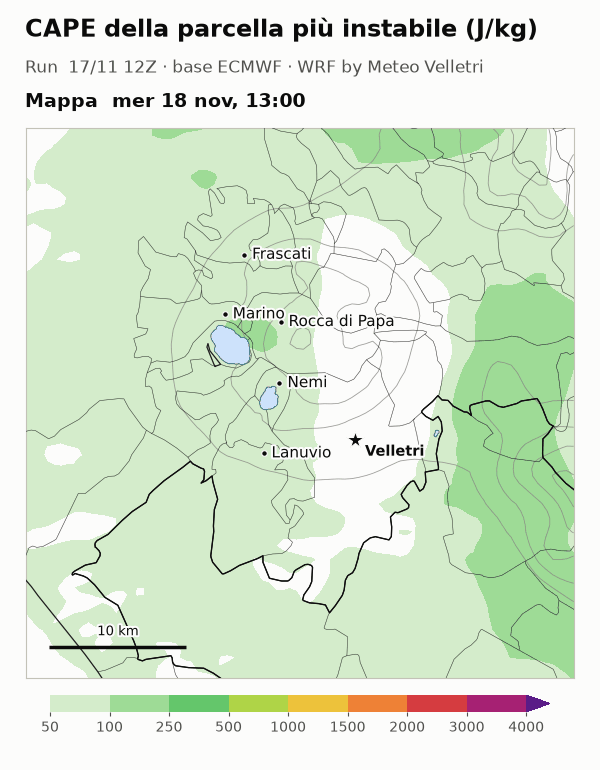 CAPE della parcella più instabile (J/kg)
Run  17/11 12Z · base ECMWF · WRF by Meteo Velletri
Mappa  mer 18 nov, 13:00
Frascati
Marino
Rocca di Papa
Nemi
Velletri
Lanuvio
10 km
50 100 250 500 1000 1500 2000 3000 4000